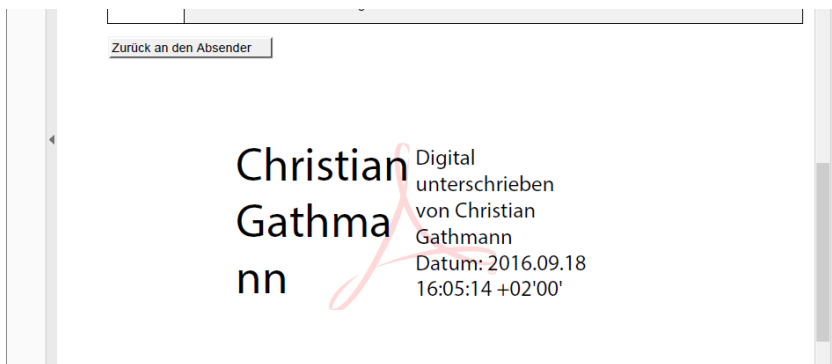 Zurück an den Absender
Christian
Gathma
nn
Digital
unterschrieben
von Christian
Gathmann
Datum: 2016.09.18
16:05:14 +02'00'